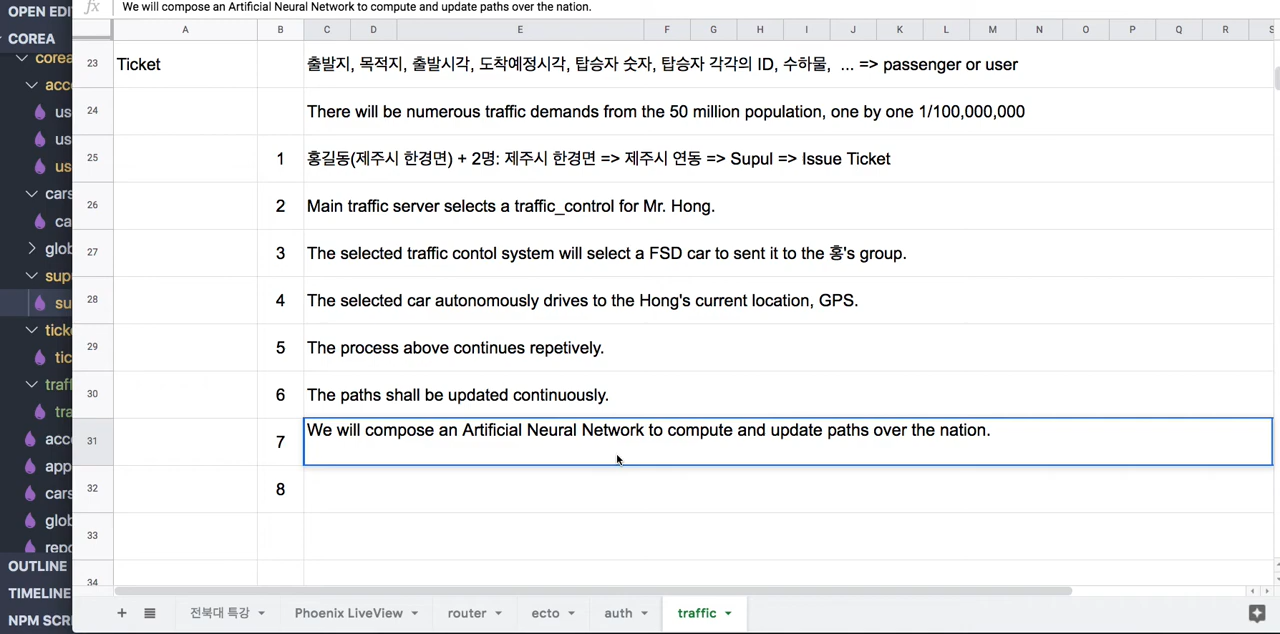 OPEN EDI
COREA
corea
acco
us
us
us
cars
ca
glob
sup
su
ticke
tic
traff
tra
acco
app
cars
glob
repo
OUTLINE
TIMELINE
NPM SCRI
fx We will compose an Artificial Neural Network to compute and update paths over the nation.
A B C D E F G H I J K L M N O P Q R S
23 Ticket 출발지, 목적지, 출발시각, 도착예정시각, 탑승자 숫자, 탑승자 각각의 ID, 수하물, ... => passenger or user
24 There will be numerous traffic demands from the 50 million population, one by one 1/100,000,000
25 1 홍길동(제주시 한경면) + 2명: 제주시 한경면 => 제주시 연동 => Supul => Issue Ticket
26 2 Main traffic server selects a traffic_control for Mr. Hong.
27 3 The selected traffic contol system will select a FSD car to sent it to the 홍's group.
28 4 The selected car autonomously drives to the Hong's current location, GPS.
29 5 The process above continues repetively.
30 6 The paths shall be updated continuously.
31 7 We will compose an Artificial Neural Network to compute and update paths over the nation.
32 8
33
34
전북대 특강 Phoenix LiveView router ecto auth traffic